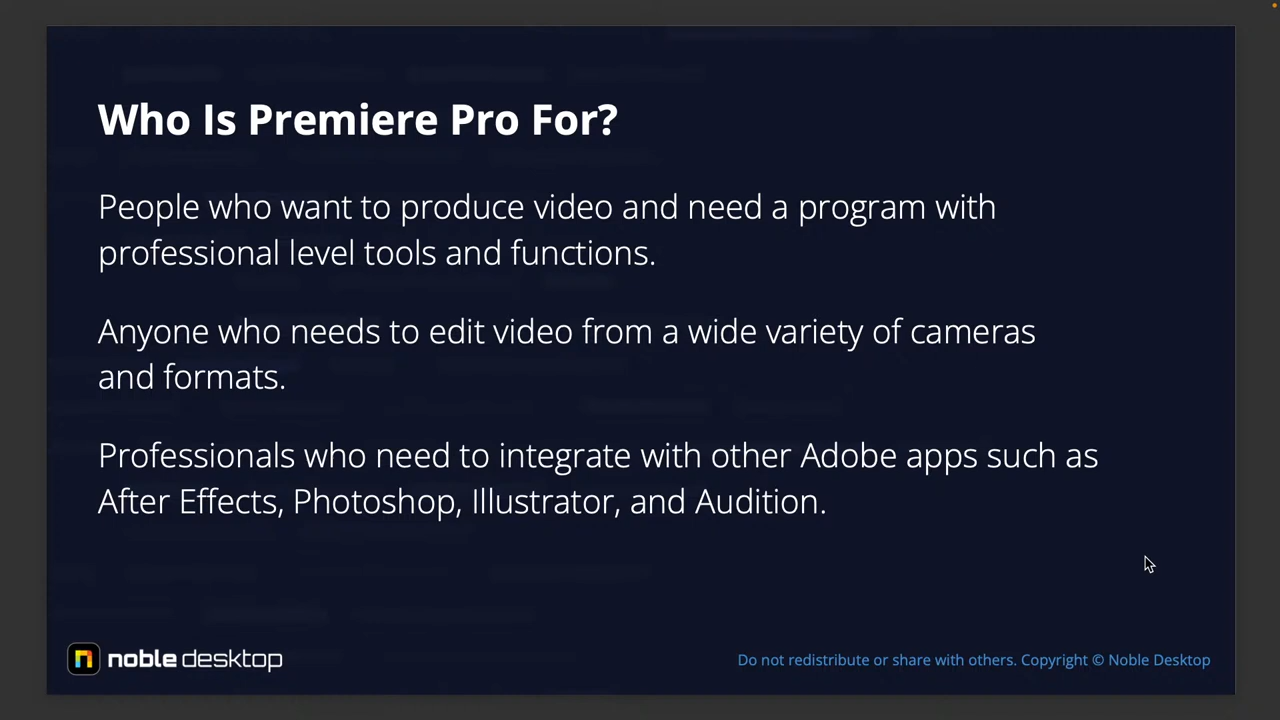 Who Is Premiere Pro For?
People who want to produce video and need a program with
professional level tools and functions.
Anyone who needs to edit video from a wide variety of cameras
and formats.
Professionals who need to integrate with other Adobe apps such as
After Effects, Photoshop, Illustrator, and Audition.
noble desktop
Do not redistribute or share with others. Copyright © Noble Desktop